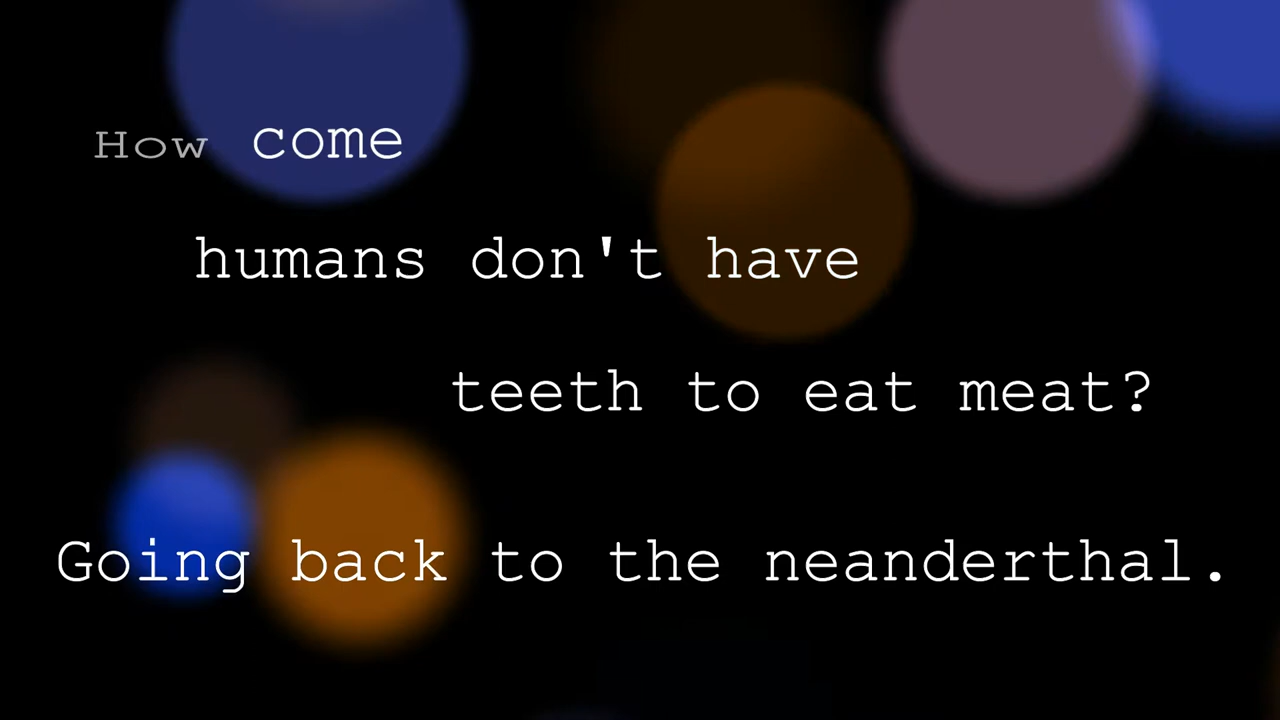 How come
humans don't have
teeth to eat meat?
Going back to the neanderthal.